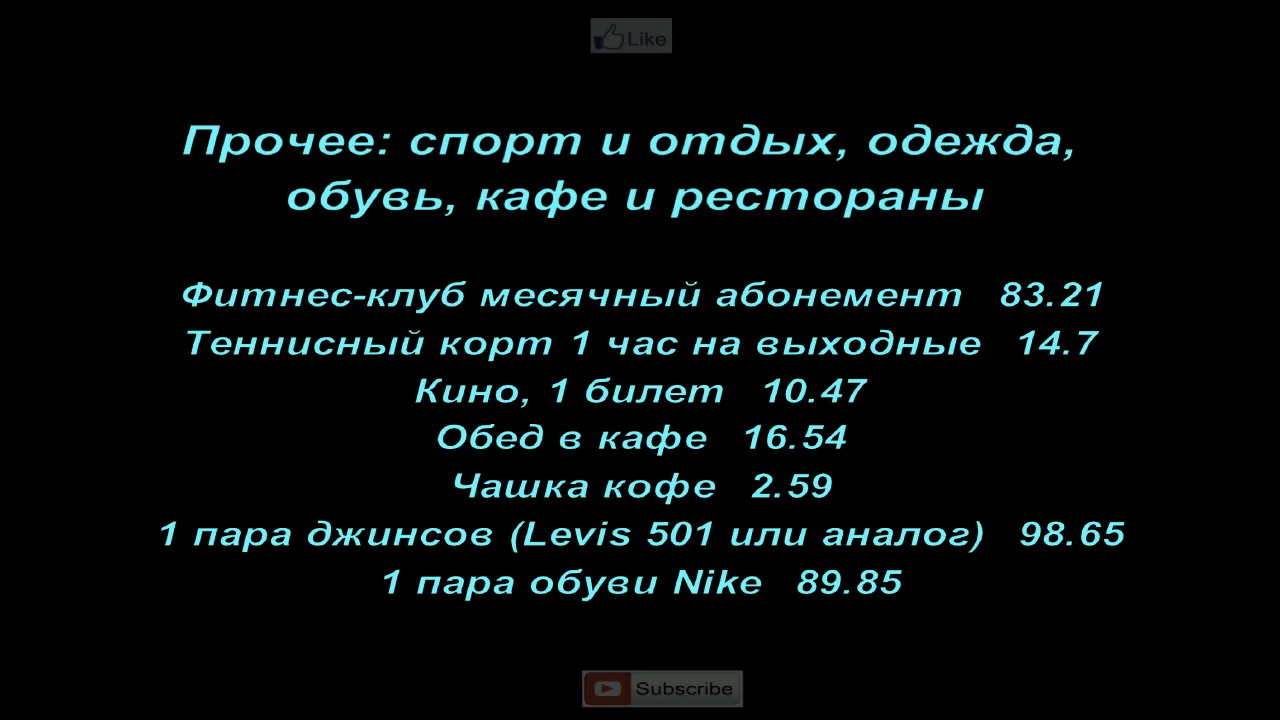 Like
Прочее: спорт и отдых, одежда,
обувь, кафе и рестораны
Фитнес-клуб месячный абонемент 83.21
Теннисный корт 1 час на выходные 14.7
Кино, 1 билет 10.47
Обед в кафе 16.54
Чашка кофе 2.59
1 пара джинсов (Levis 501 или аналог) 98.65
1 пара обуви Nike 89.85
Subscribe